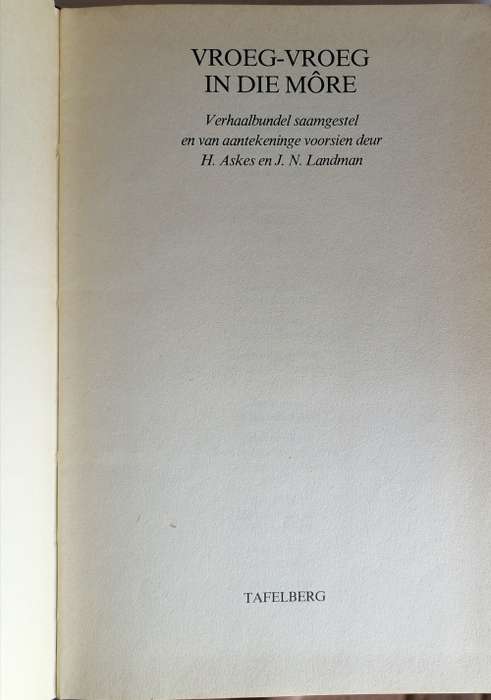 VROEG-VROEG
IN DIE MÔRE
Verhaalbundel saamgestel
en van aantekeninge voorsien deur
H. Askes en J. N. Landman
TAFELBERG